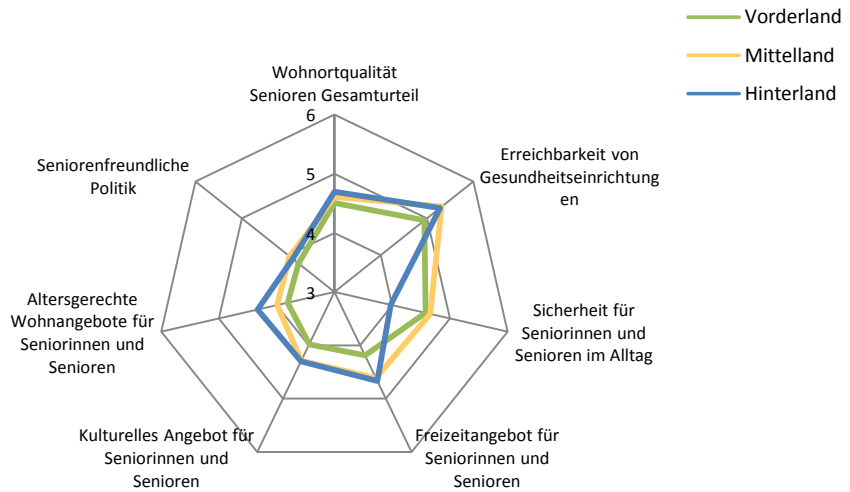 Vorderland
Mittelland
Hinterland
Wohnortqualität
Senioren Gesamturteil
6
5
4
3
Erreichbarkeit von
Gesundheitseinrichtung
en
Sicherheit für
Seniorinnen und
Senioren im Alltag
Freizeitangebot für
Seniorinnen und
Senioren
Kulturelles Angebot für
Seniorinnen und
Senioren
Altersgerechte
Wohnangebote für
Seniorinnen und
Senioren
Seniorenfreundliche
Politik